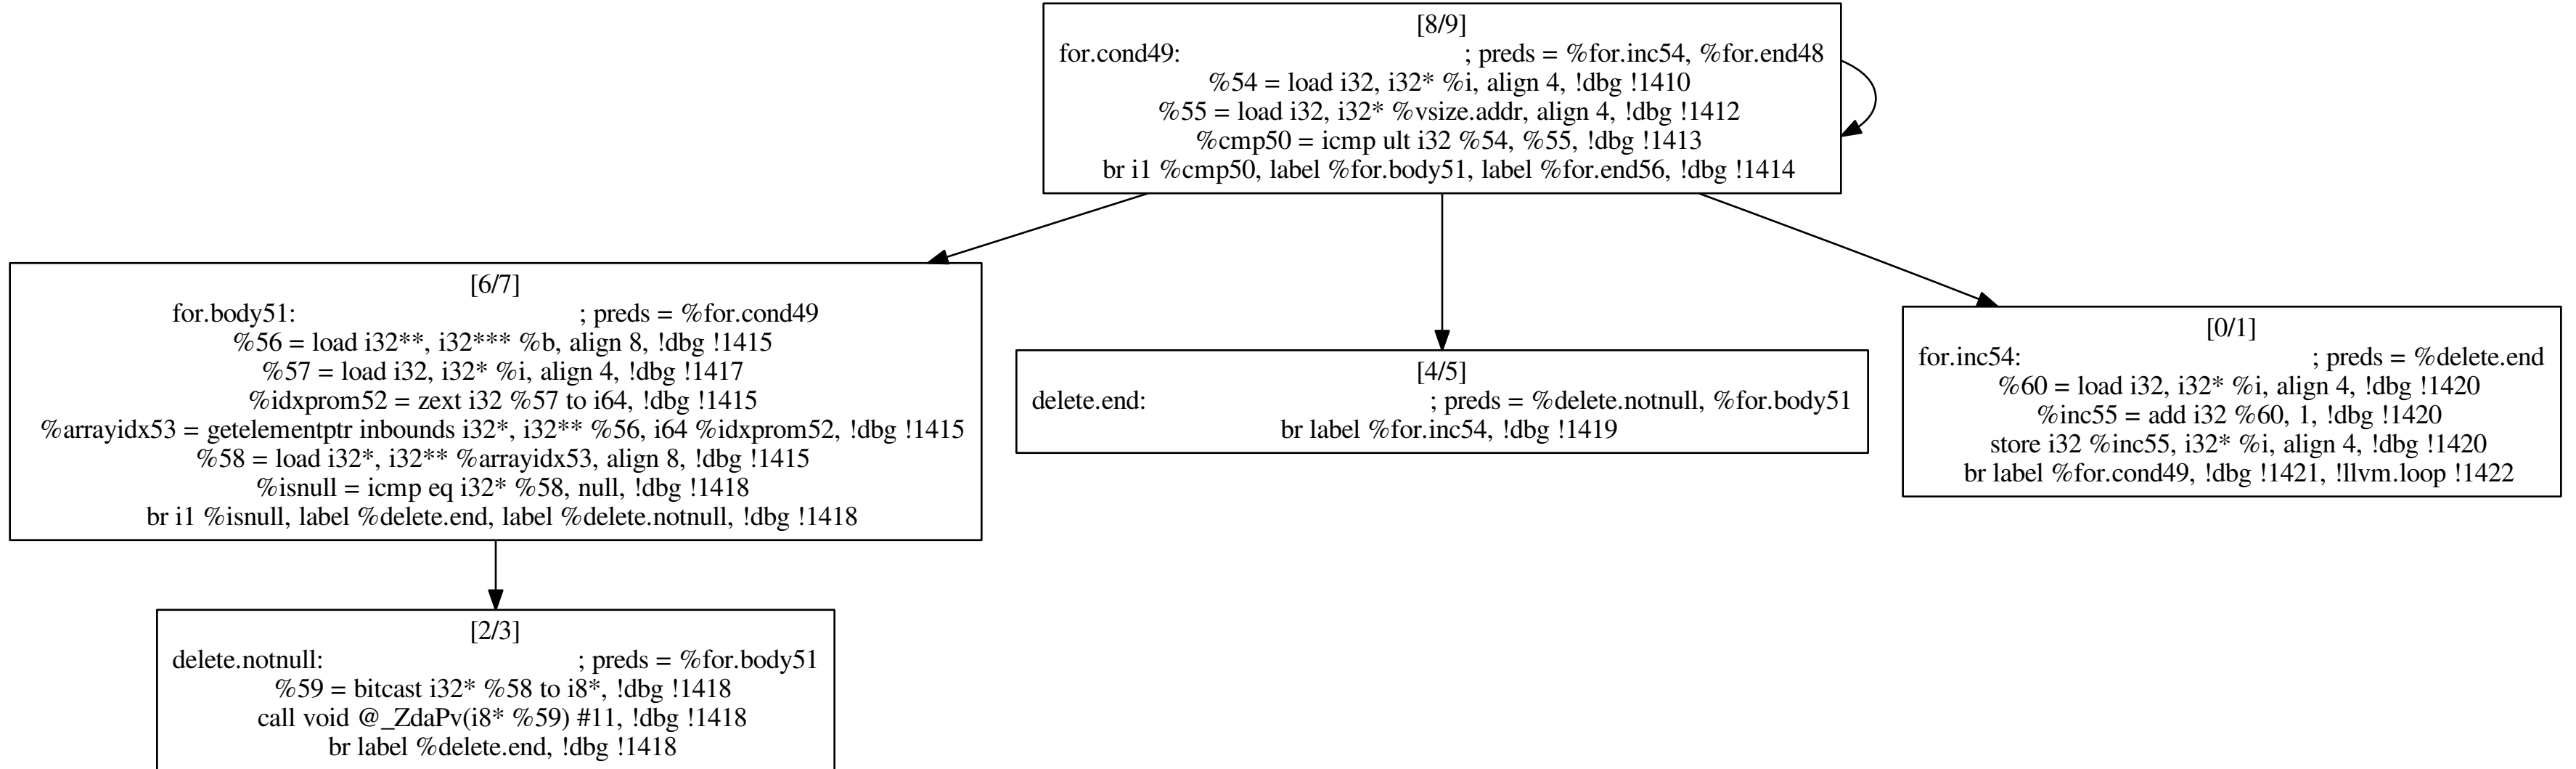 [8/9]
for.cond49: ; preds = %for.inc54, %for.end48
%54 = load i32, i32* %i, align 4, !dbg !1410
%55 = load i32, i32* %vsize.addr, align 4, !dbg !1412
%cmp50 = icmp ult i32 %54, %55, !dbg !1413
br i1 %cmp50, label %for.body51, label %for.end56, !dbg !1414
[6/7]
for.body51: ; preds = %for.cond49
%56 = load i32**, i32*** %b, align 8, !dbg !1415
%57 = load i32, i32* %i, align 4, !dbg !1417
%idxprom52 = zext i32 %57 to i64, !dbg !1415
%arrayidx53 = getelementptr inbounds i32*, i32** %56, i64 %idxprom52, !dbg !1415
%58 = load i32*, i32** %arrayidx53, align 8, !dbg !1415
%isnull = icmp eq i32* %58, null, !dbg !1418
br i1 %isnull, label %delete.end, label %delete.notnull, !dbg !1418
[4/5]
delete.end: ; preds = %delete.notnull, %for.body51
br label %for.inc54, !dbg !1419
[0/1]
for.inc54: ; preds = %delete.end
%60 = load i32, i32* %i, align 4, !dbg !1420
%inc55 = add i32 %60, 1, !dbg !1420
store i32 %inc55, i32* %i, align 4, !dbg !1420
br label %for.cond49, !dbg !1421, !llvm.loop !1422
[2/3]
delete.notnull: ; preds = %for.body51
%59 = bitcast i32* %58 to i8*, !dbg !1418
call void @_ZdaPv(i8* %59) #11, !dbg !1418
br label %delete.end, !dbg !1418